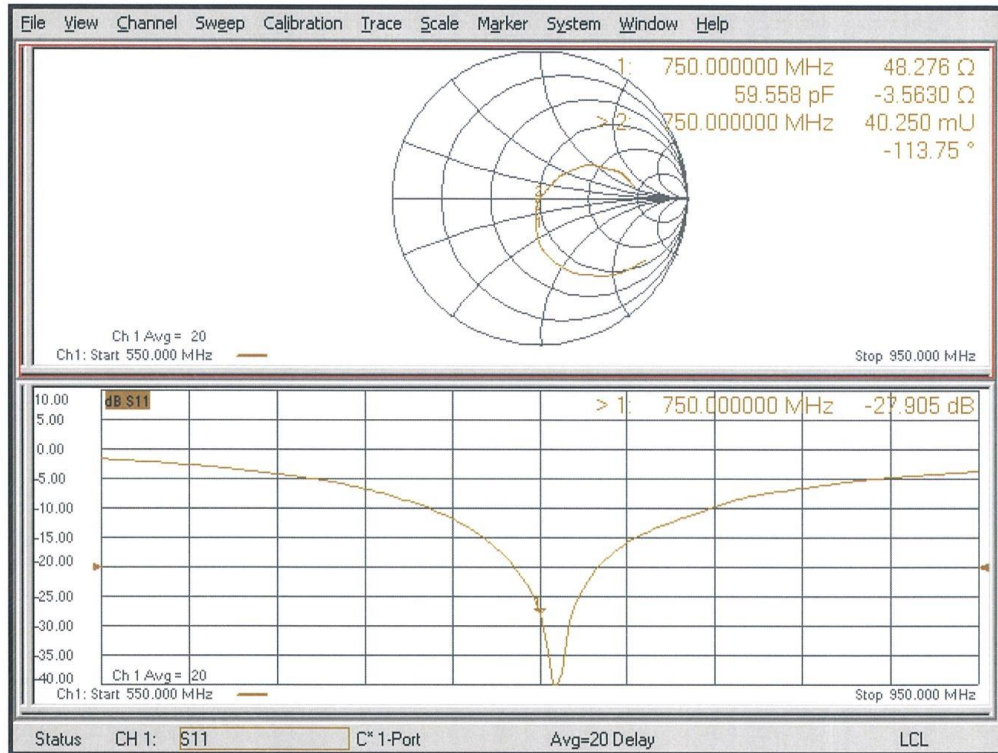 File View Channel Sweep Calibration Trace Scale Marker System Window Help
1: 750.000000 MHz 48.276 Ω
59.558 pF -3.5630 Ω
> 2: 750.000000 MHz 40.250 mU
-113.75 °
2
Ch 1 Avg = 20
Ch1: Start 550.000 MHz Stop 950.000 MHz
10.00 dB S11 > 1: 750.000000 MHz -27.905 dB
5.00
0.00
-5.00
-10.00
-15.00
-20.00
-25.00
-30.00
-35.00
-40.00 Ch 1 Avg = 20
Ch1: Start 550.000 MHz Stop 950.000 MHz
Status CH 1: S11 C* 1-Port Avg=20 Delay LCL